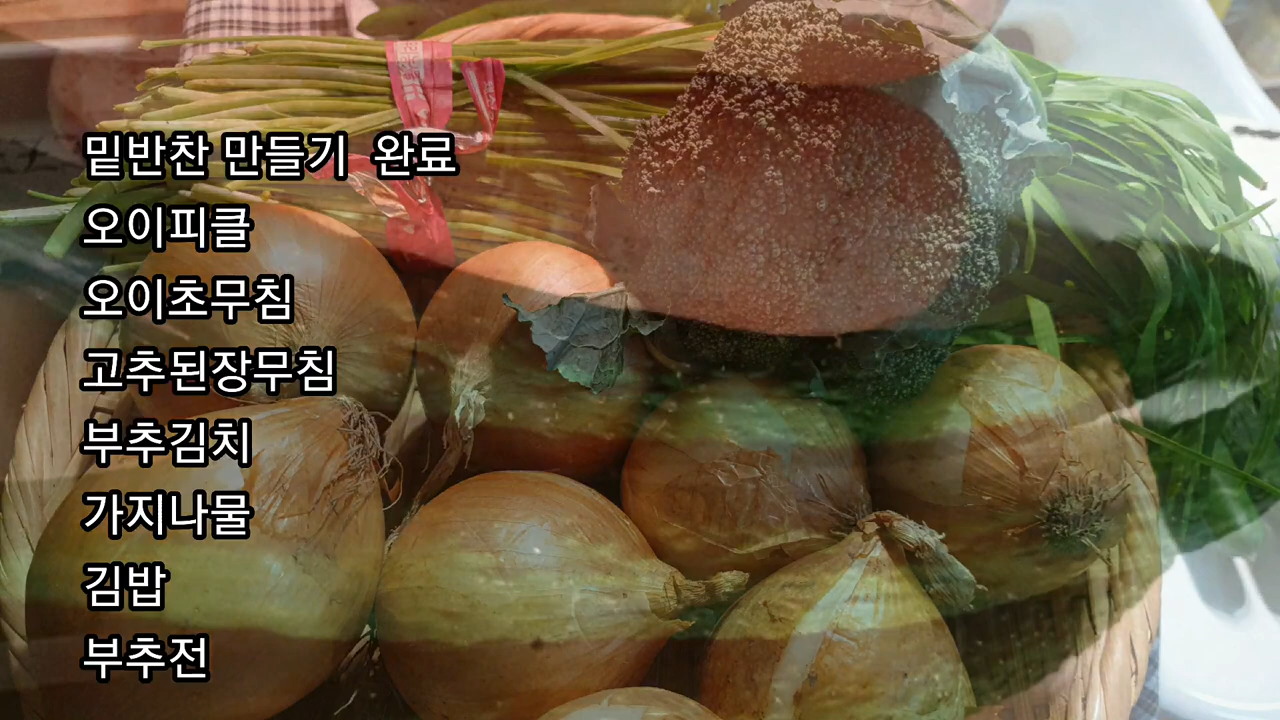 밑반찬 만들기 완료
오이피클
오이초무침
고추된장무침
부추김치
가지나물
김밥
부추전